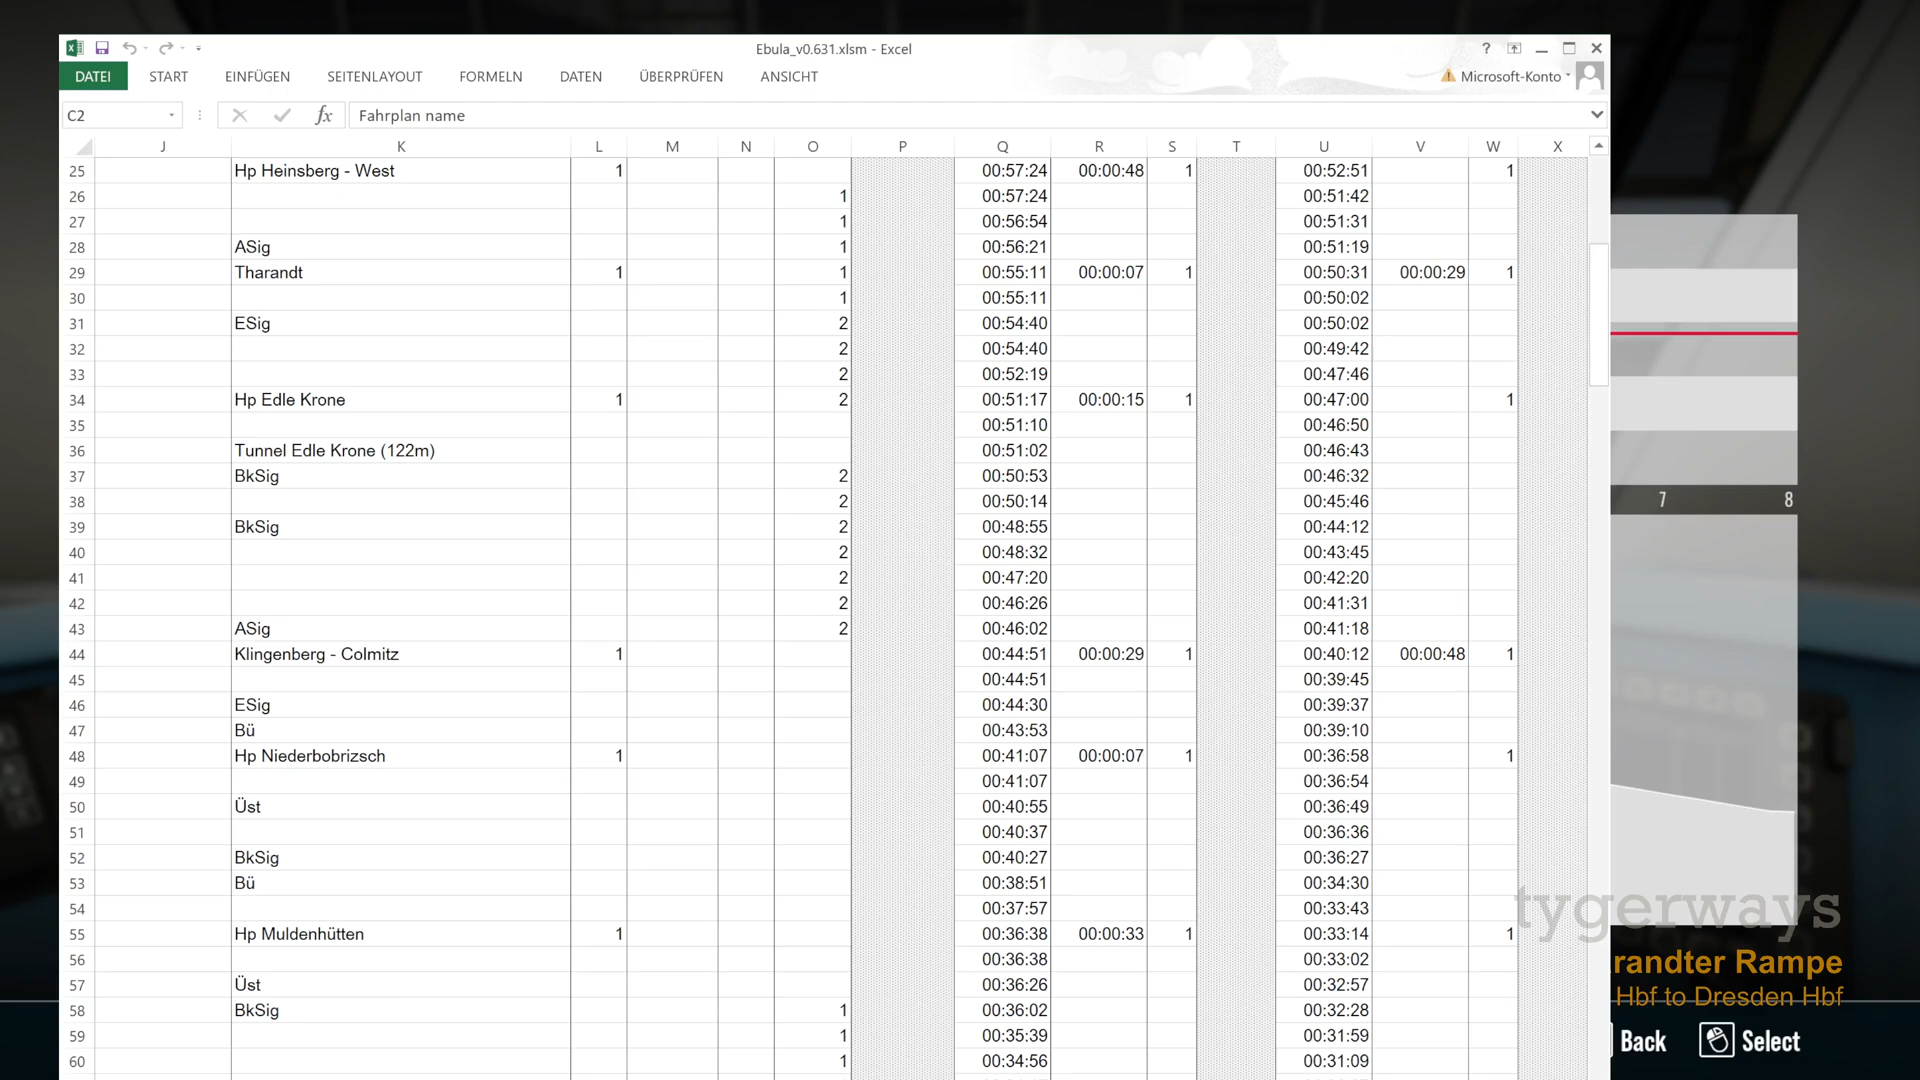 Ebula_v0.631.xlsm - Excel
?
DATEI START EINFÜGEN SEITENLAYOUT FORMELN DATEN ÜBERPRÜFEN ANSICHT Microsoft-Konto
C2 fx Fahrplan name
J K L M N O P Q R S T U V W X
25 Hp Heinsberg - West 1 00:57:24 00:00:48 1 00:52:51 1
26 1 00:57:24 00:51:42
27 1 00:56:54 00:51:31
28 ASig 1 00:56:21 00:51:19
29 Tharandt 1 1 00:55:11 00:00:07 1 00:50:31 00:00:29 1
30 1 00:55:11 00:50:02
31 ESig 2 00:54:40 00:50:02
32 2 00:54:40 00:49:42
33 2 00:52:19 00:47:46
34 Hp Edle Krone 1 2 00:51:17 00:00:15 1 00:47:00 1
35 00:51:10 00:46:50
36 Tunnel Edle Krone (122m) 00:51:02 00:46:43
37 BkSig 2 00:50:53 00:46:32
38 2 00:50:14 00:45:46
39 BkSig 2 00:48:55 00:44:12
40 2 00:48:32 00:43:45
41 2 00:47:20 00:42:20
42 2 00:46:26 00:41:31
43 ASig 2 00:46:02 00:41:18
44 Klingenberg - Colmitz 1 00:44:51 00:00:29 1 00:40:12 00:00:48 1
45 00:44:51 00:39:45
46 ESig 00:44:30 00:39:37
47 Bü 00:43:53 00:39:10
48 Hp Niederbobrizsch 1 00:41:07 00:00:07 1 00:36:58 1
49 00:41:07 00:36:54
50 Üst 00:40:55 00:36:49
51 00:40:37 00:36:36
52 BkSig 00:40:27 00:36:27
53 Bü 00:38:51 00:34:30
54 00:37:57 00:33:43
55 Hp Muldenhütten 1 00:36:38 00:00:33 1 00:33:14 1
56 00:36:38 00:33:02
57 Üst 00:36:26 00:32:57
58 BkSig 1 00:36:02 00:32:28
59 1 00:35:39 00:31:59
60 1 00:34:56 00:31:09
7 8
tygerways
randter Rampe
Hbf to Dresden Hbf
Back Select